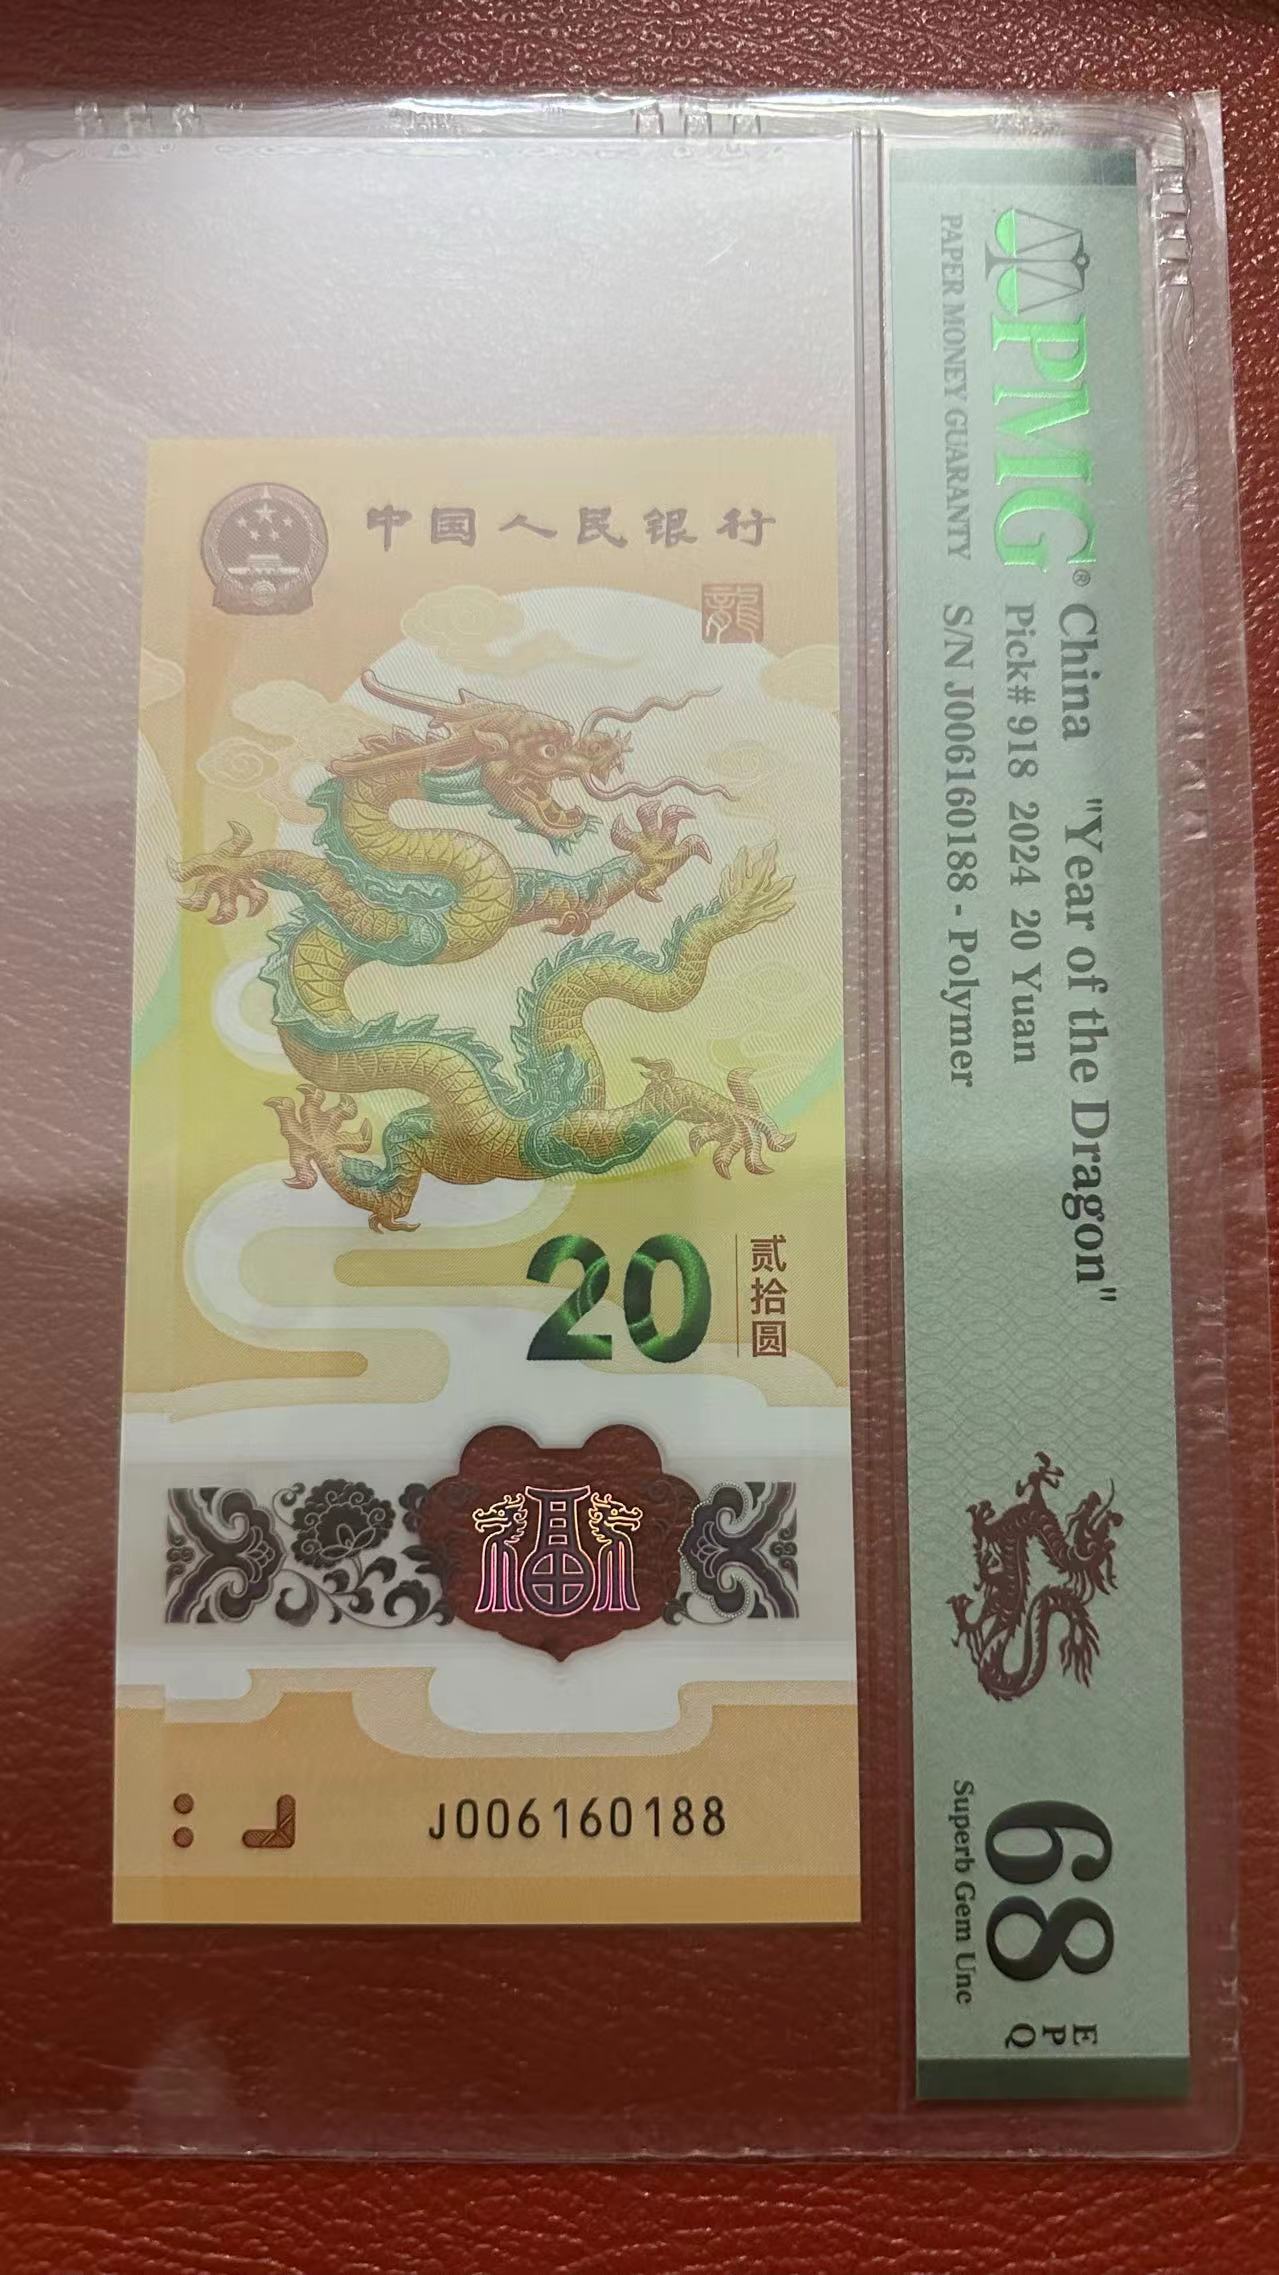 中国人民银行
龍
20
贰拾圆
福
J006160188
PMG®
PAPER MONEY GUARANTY
China "Year of the Dragon"
Pick# 918 2024 20 Yuan
S/N J006160188 - Polymer
68
EPQ
Superb Gem Unc